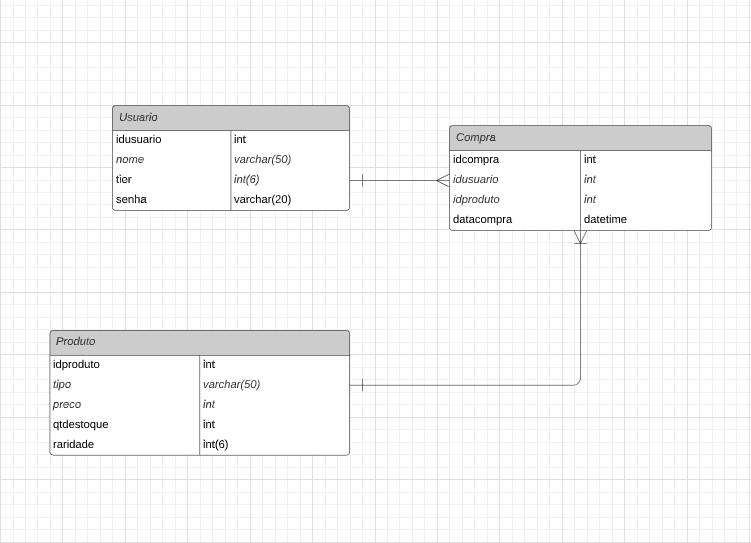 Usuario
idusuario int
nome varchar(50)
tier int(6)
senha varchar(20)
Compra
idcompra int
idusuario int
idproduto int
datacompra datetime
Produto
idproduto int
tipo varchar(50)
preco int
qtdestoque int
raridade int(6)